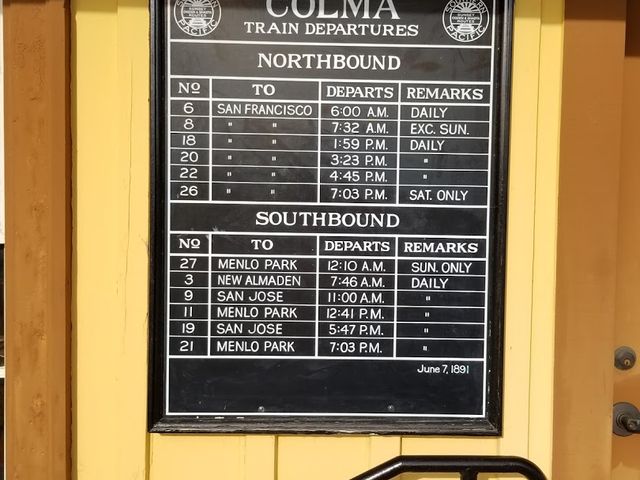 COLMA
TRAIN DEPARTURES
NORTHBOUND
No TO DEPARTS REMARKS
6 SAN FRANCISCO 6:00 A.M. DAILY
8 " " 7:32 A.M. EXC. SUN.
18 " " 1:59 P.M. DAILY
20 " " 3:23 P.M. "
22 " " 4:45 P.M. "
26 " " 7:03 P.M. SAT. ONLY
SOUTHBOUND
No TO DEPARTS REMARKS
27 MENLO PARK 12:10 A.M. SUN. ONLY
3 NEW ALMADEN 7:46 A.M. DAILY
9 SAN JOSE 11:00 A.M. "
11 MENLO PARK 12:41 P.M. "
19 SAN JOSE 5:47 P.M. "
21 MENLO PARK 7:03 P.M. "
June 7, 1891